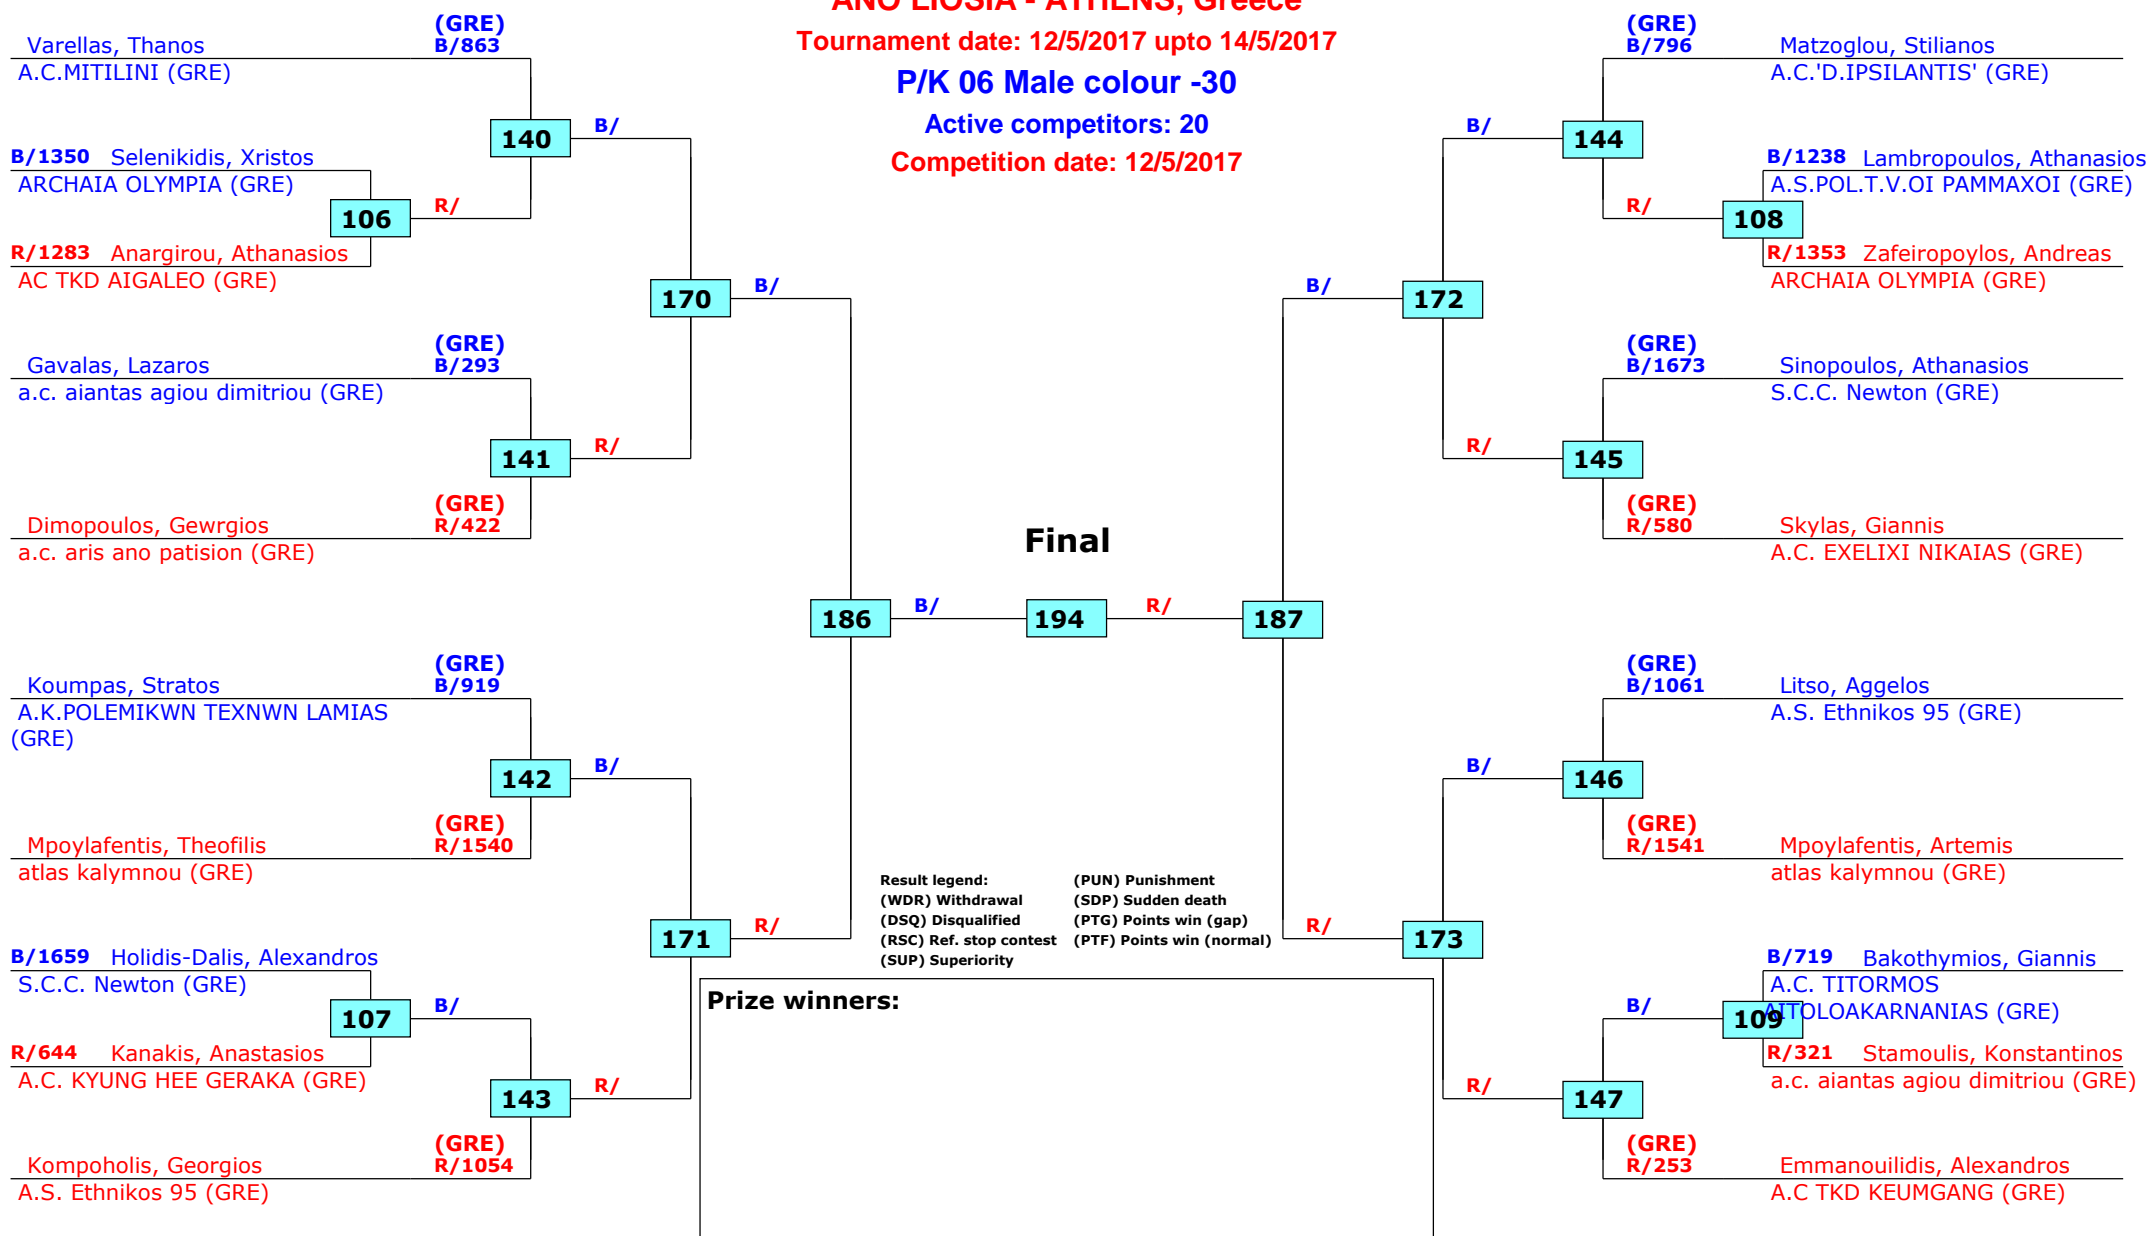 ANO LIOSIA - ATHENS, Greece
Tournament date: 12/5/2017 upto 14/5/2017
P/K 06 Male colour -30
Active competitors: 20
Competition date: 12/5/2017
(GRE)
Varellas, Thanos B/863
A.C.MITILINI (GRE)
140
B/
B/1350 Selenikidis, Xristos
ARCHAIA OLYMPIA (GRE)
106
R/
R/1283 Anargirou, Athanasios
AC TKD AIGALEO (GRE)
170
B/
(GRE)
Gavalas, Lazaros B/293
a.c. aiantas agiou dimitriou (GRE)
141
R/
(GRE)
Dimopoulos, Gewrgios R/422
a.c. aris ano patision (GRE)
186
B/
(GRE)
Koumpas, Stratos B/919
A.K.POLEMIKWN TEXNWN LAMIAS
(GRE)
142
B/
(GRE)
Mpoylafentis, Theofilis R/1540
atlas kalymnou (GRE)
171
R/
B/1659 Holidis-Dalis, Alexandros
S.C.C. Newton (GRE)
107
B/
R/644 Kanakis, Anastasios
A.C. KYUNG HEE GERAKA (GRE)
143
R/
(GRE)
Kompoholis, Georgios R/1054
A.S. Ethnikos 95 (GRE)
Final
194
R/
187
(GRE)
B/796 Matzoglou, Stilianos
A.C.'D.IPSILANTIS' (GRE)
B/
144
B/1238 Lambropoulos, Athanasios
A.S.POL.T.V.OI PAMMAXOI (GRE)
R/
108
R/1353 Zafeiropoylos, Andreas
ARCHAIA OLYMPIA (GRE)
B/
172
(GRE)
B/1673 Sinopoulos, Athanasios
S.C.C. Newton (GRE)
R/
145
(GRE)
R/580 Skylas, Giannis
A.C. EXELIXI NIKAIAS (GRE)
(GRE)
B/1061 Litso, Aggelos
A.S. Ethnikos 95 (GRE)
B/
146
(GRE)
R/1541 Mpoylafentis, Artemis
atlas kalymnou (GRE)
R/
173
B/719 Bakothymios, Giannis
A.C. TITORMOS
AITOLOAKARNANIAS (GRE)
B/
109
R/321 Stamoulis, Konstantinos
a.c. aiantas agiou dimitriou (GRE)
R/
147
(GRE)
R/253 Emmanouilidis, Alexandros
A.C TKD KEUMGANG (GRE)
Result legend: (PUN) Punishment
(WDR) Withdrawal (SDP) Sudden death
(DSQ) Disqualified (PTG) Points win (gap)
(RSC) Ref. stop contest (PTF) Points win (normal)
(SUP) Superiority
Prize winners: